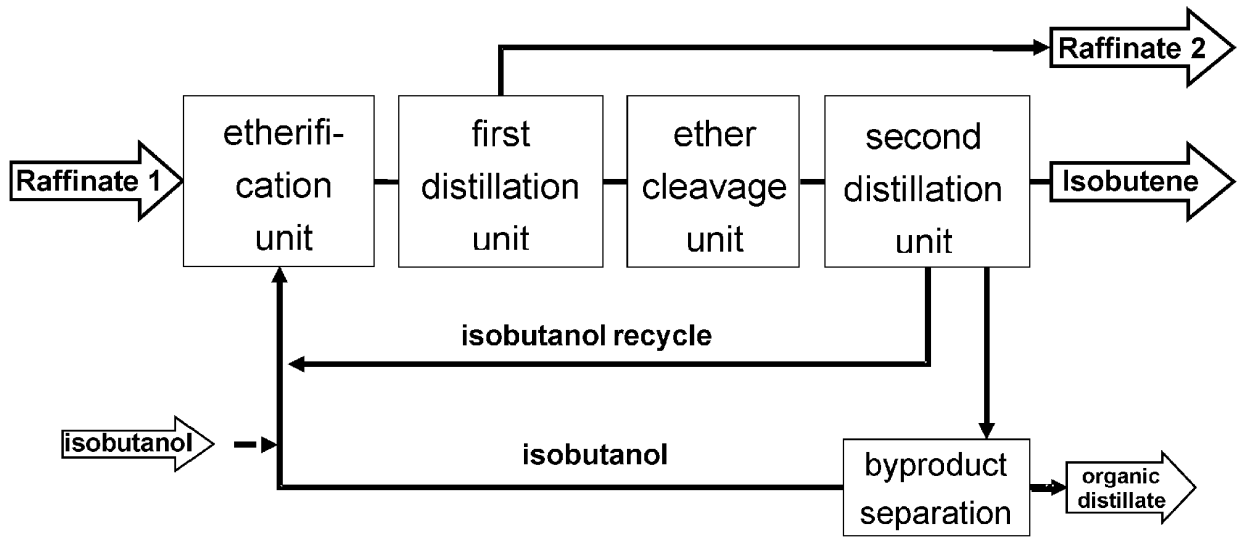 Raffinate 2
etherifi-
cation
unit
first
distillation
unit
ether
cleavage
unit
second
distillation
unit
Raffinate 1
Isobutene
isobutanol recycle
isobutanol
isobutanol
byproduct
separation
organic
distillate